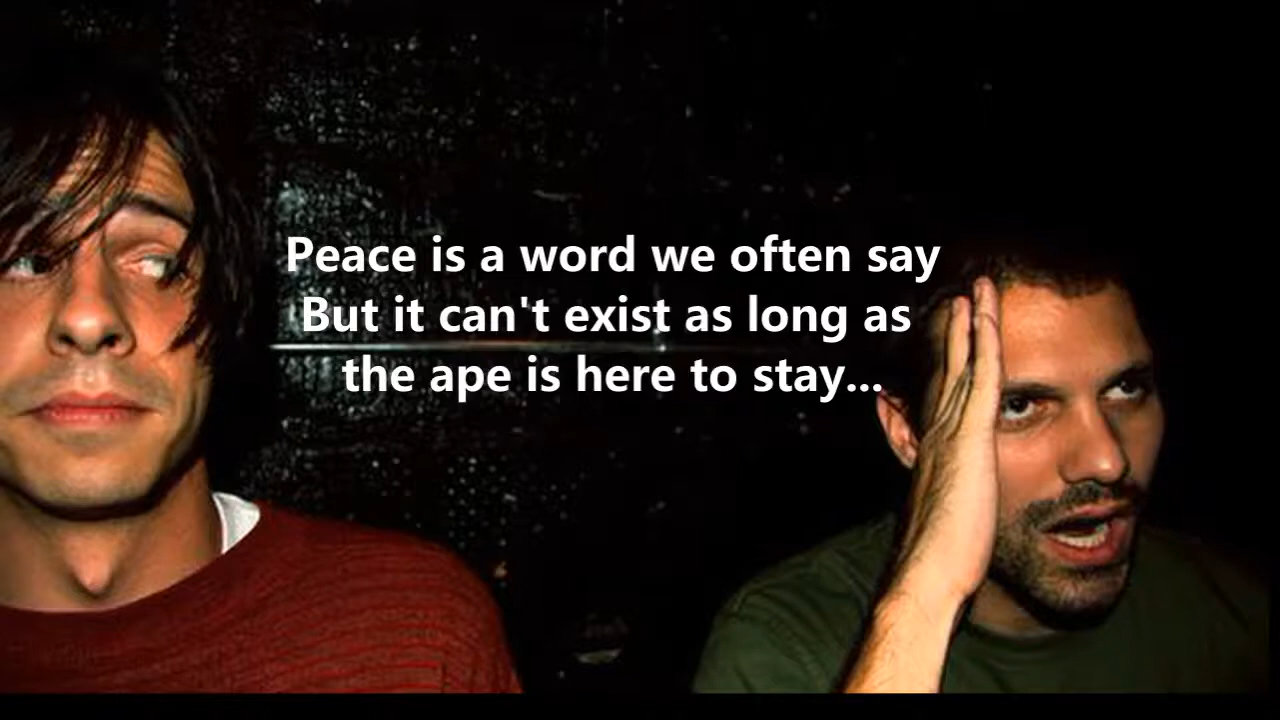 Peace is a word we often say
But it can't exist as long as
the ape is here to stay...